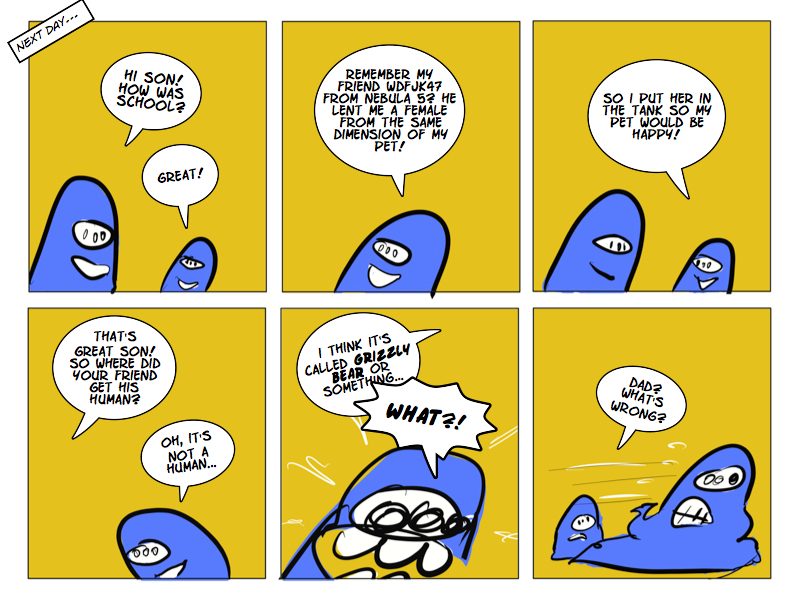 NEXT DAY...
HI SON!
HOW WAS
SCHOOL?
GREAT!
REMEMBER MY
FRIEND WDFJK47
FROM NEBULA 5? HE
LENT ME A FEMALE
FROM THE SAME
DIMENSION OF MY
PET!
SO I PUT HER IN
THE TANK SO MY
PET WOULD BE
HAPPY!
THAT'S
GREAT SON!
SO WHERE DID
YOUR FRIEND
GET HIS
HUMAN?
OH, IT'S
NOT A
HUMAN...
I THINK IT'S
CALLED GRIZZLY
BEAR OR
SOMETHING...
WHAT?!
DAD?
WHAT'S
WRONG?